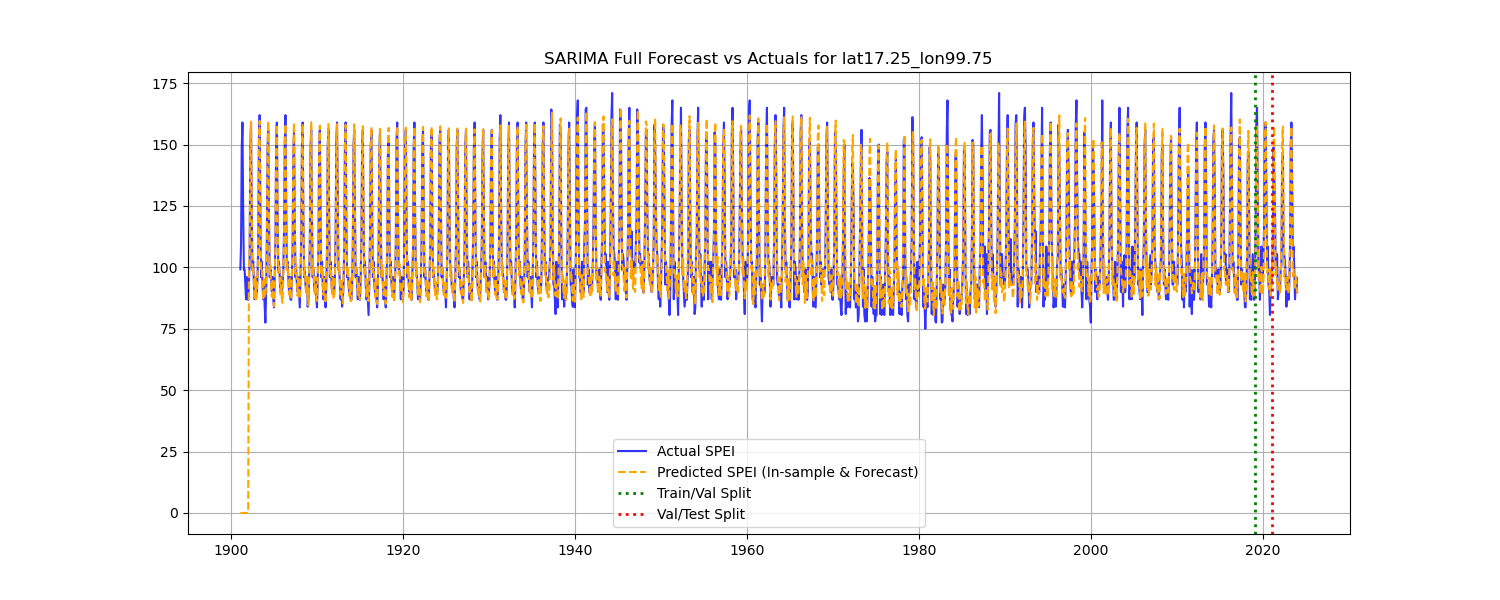 SARIMA Full Forecast vs Actuals for lat17.25_lon99.75
175
150
125
100
75
50
25
0
Actual SPEI
Predicted SPEI (In-sample & Forecast)
Train/Val Split
Val/Test Split
1900 1920 1940 1960 1980 2000 2020